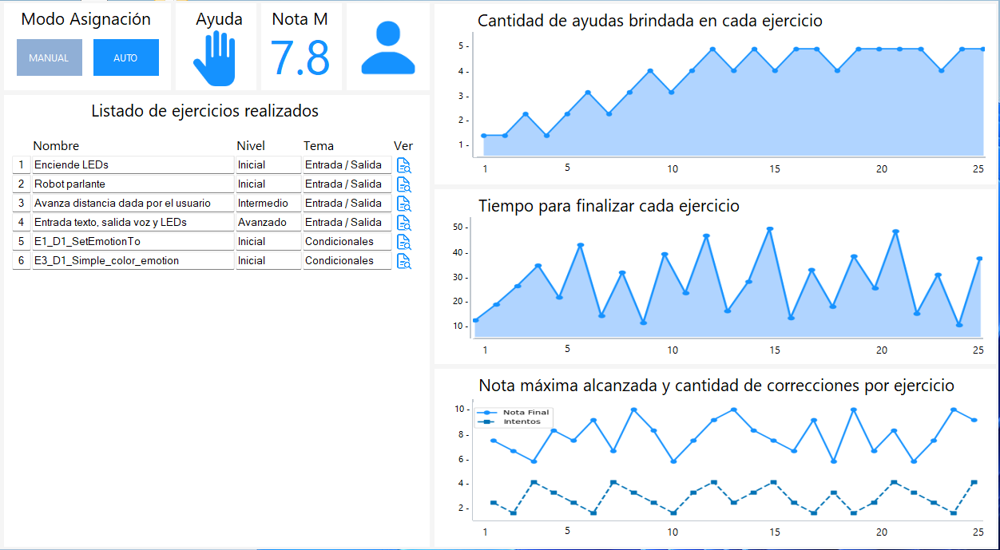 Modo Asignación
MANUAL
AUTO
Ayuda
Nota M
7.8
Listado de ejercicios realizados
Nombre Nivel Tema Ver
1 Enciende LEDs Inicial Entrada / Salida
2 Robot parlante Inicial Entrada / Salida
3 Avanza distancia dada por el usuario Intermedio Entrada / Salida
4 Entrada texto, salida voz y LEDs Avanzado Entrada / Salida
5 E1_D1_SetEmotionTo Inicial Condicionales
6 E3_D1_Simple_color_emotion Inicial Condicionales
Cantidad de ayudas brindada en cada ejercicio
5 -
4 -
3 -
2 -
1 -
1 5 10 15 20 25
Tiempo para finalizar cada ejercicio
50 -
40 -
30 -
20 -
10 -
1 5 10 15 20 25
Nota máxima alcanzada y cantidad de correcciones por ejercicio
10 -
8 -
6 -
4 -
2 -
Nota Final
Intentos
1 5 10 15 20 25